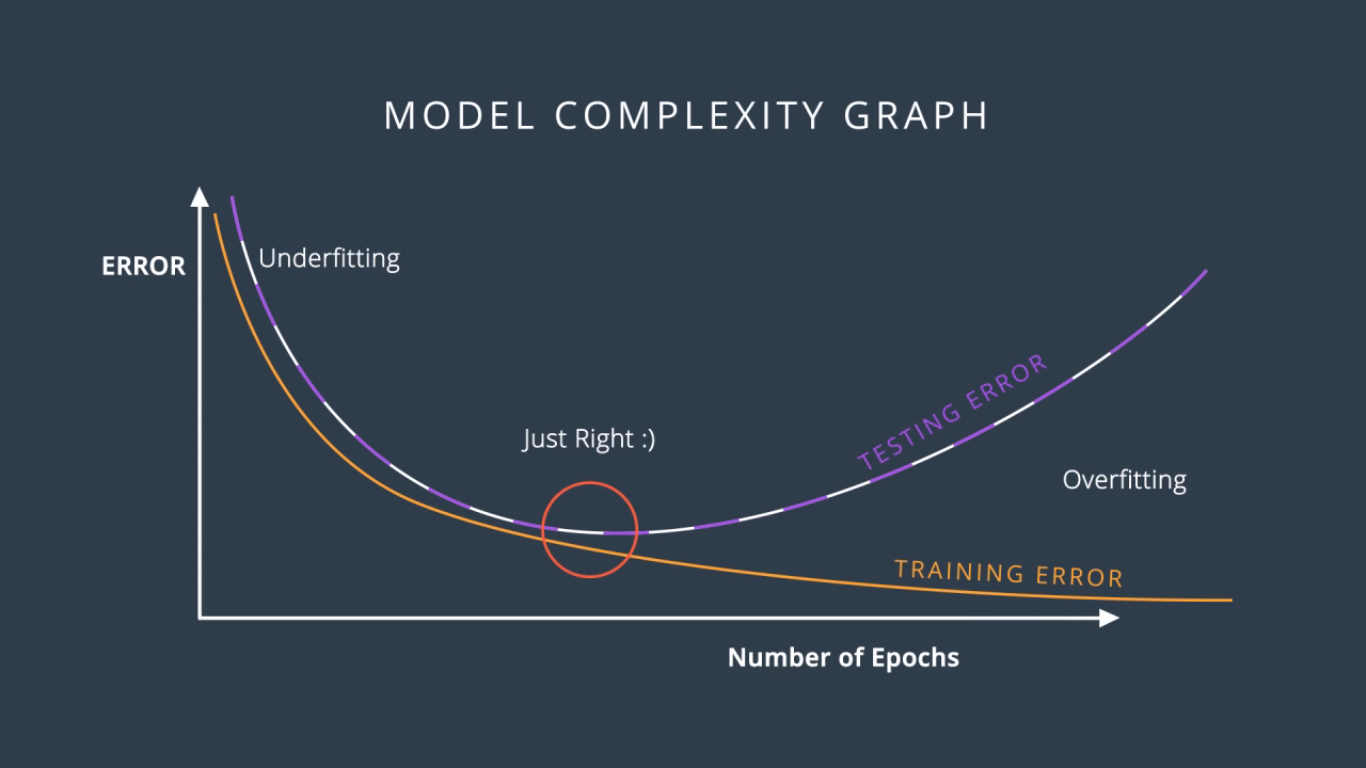 MODEL COMPLEXITY GRAPH
ERROR
Underfitting
Just Right :)
TESTING ERROR
Overfitting
TRAINING ERROR
Number of Epochs